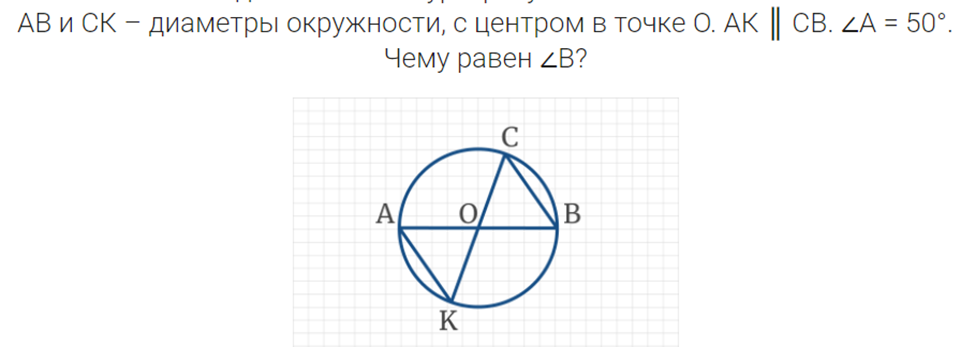 АВ и СК – диаметры окружности, с центром в точке О. АК ∥ СВ. ∠А = 50°.
Чему равен ∠В?
C
A
O
B
K